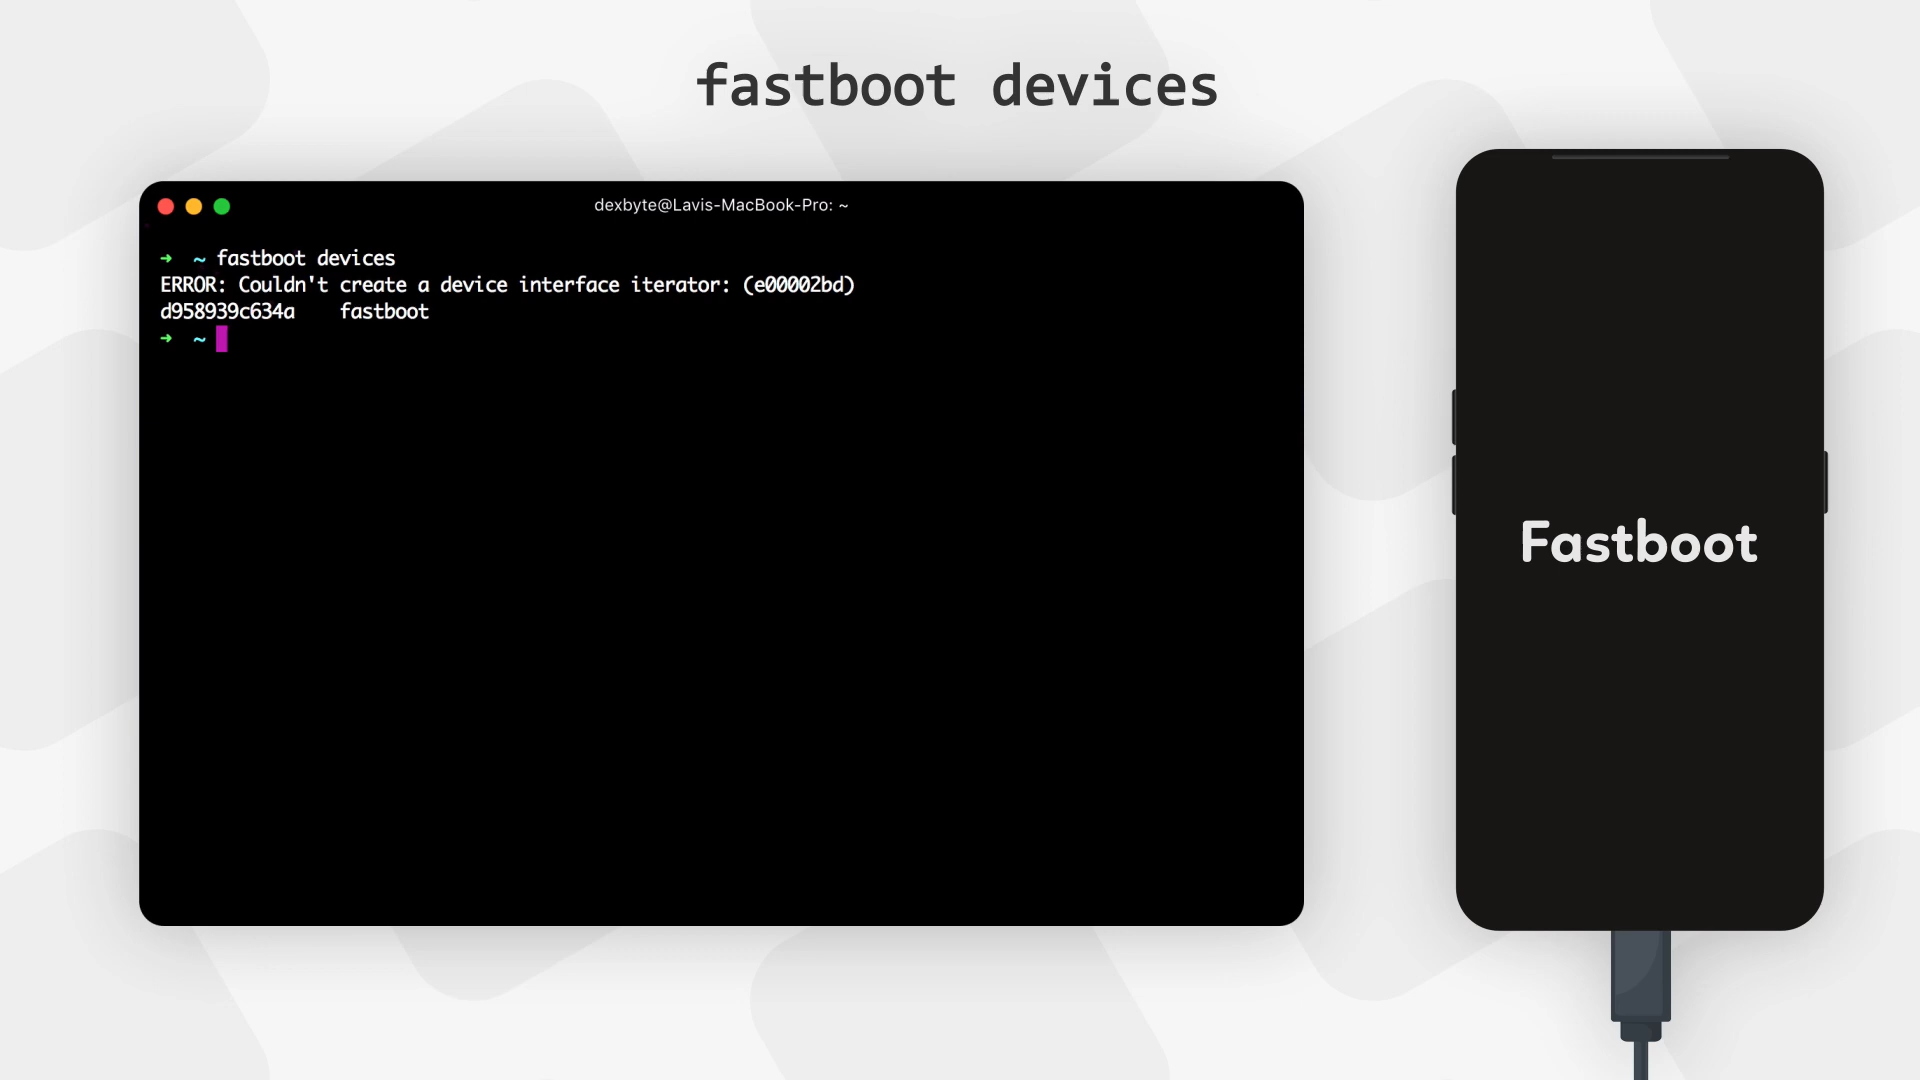 fastboot devices
dexbyte@Lavis-MacBook-Pro: ~
➜ ~ fastboot devices
ERROR: Couldn't create a device interface iterator: (e00002bd)
d958939c634a    fastboot
➜ ~
Fastboot